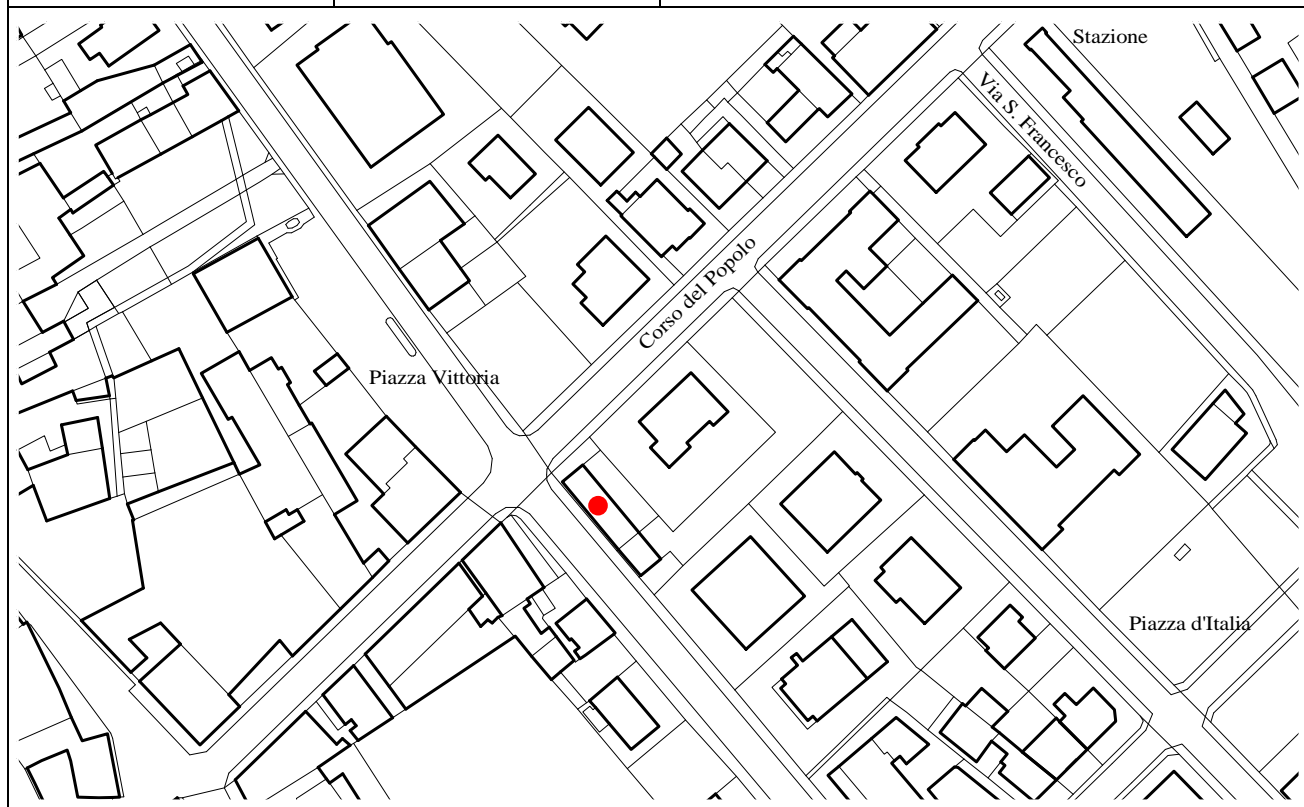 Stazione
Via S. Francesco
Corso del Popolo
Piazza Vittoria
Piazza d'Italia